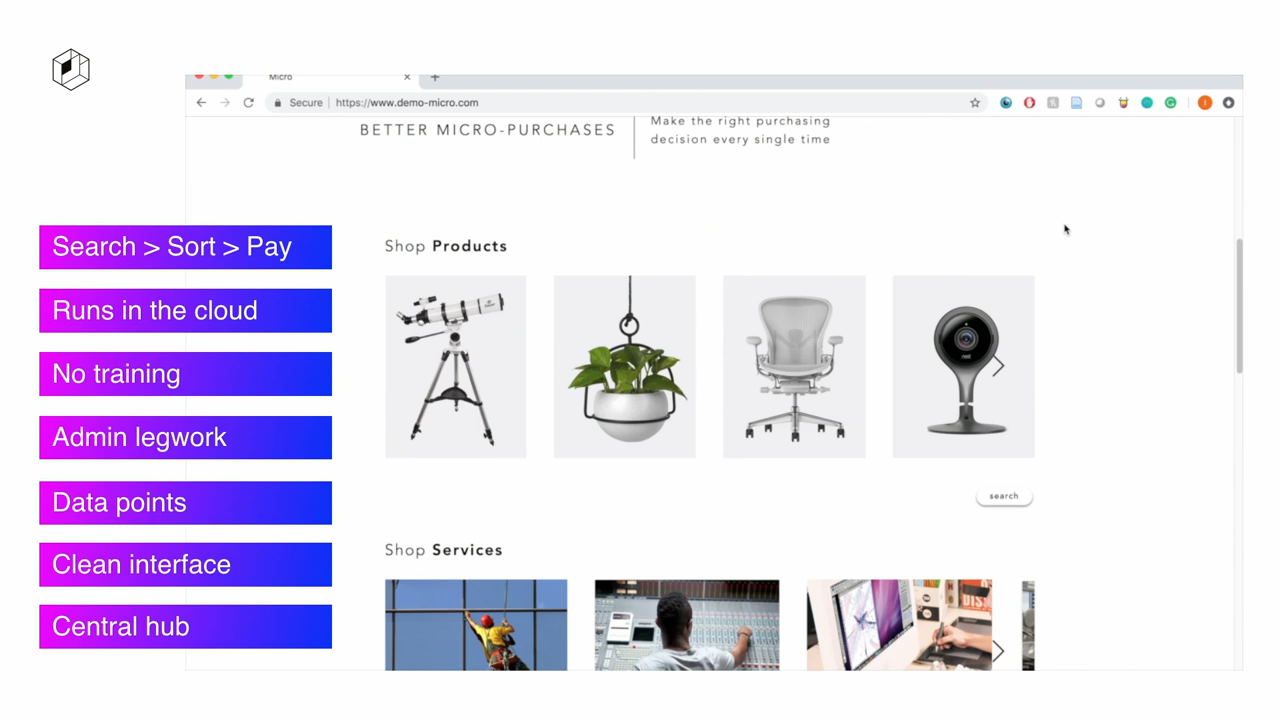 Micro
Secure
https://www.demo-micro.com
BETTER MICRO-PURCHASES
Make the right purchasing
decision every single time
Search > Sort > Pay
Runs in the cloud
No training
Admin legwork
Data points
Clean interface
Central hub
Shop Products
nest
search
Shop Services